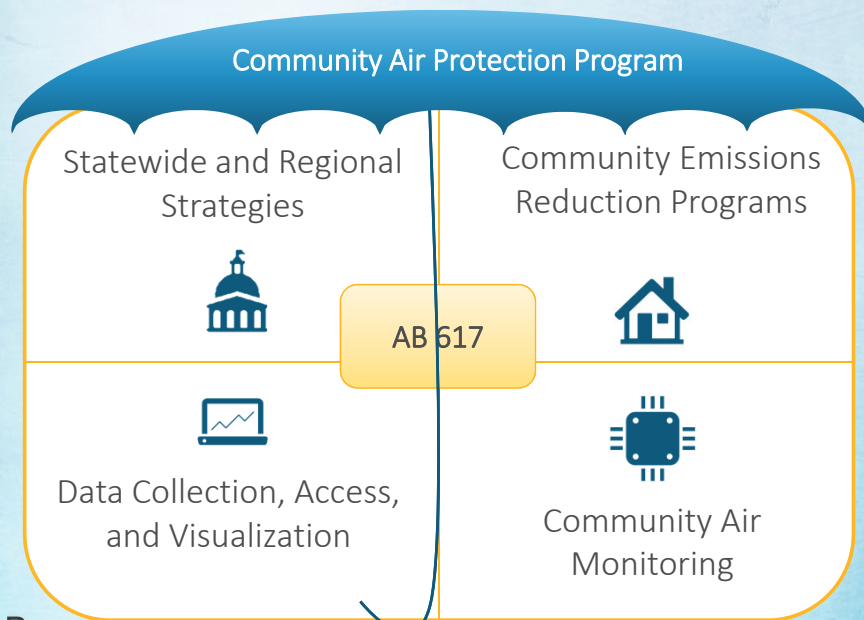 Community Air Protection Program
Statewide and Regional
Strategies
Community Emissions
Reduction Programs
AB 617
Data Collection, Access,
and Visualization
Community Air
Monitoring